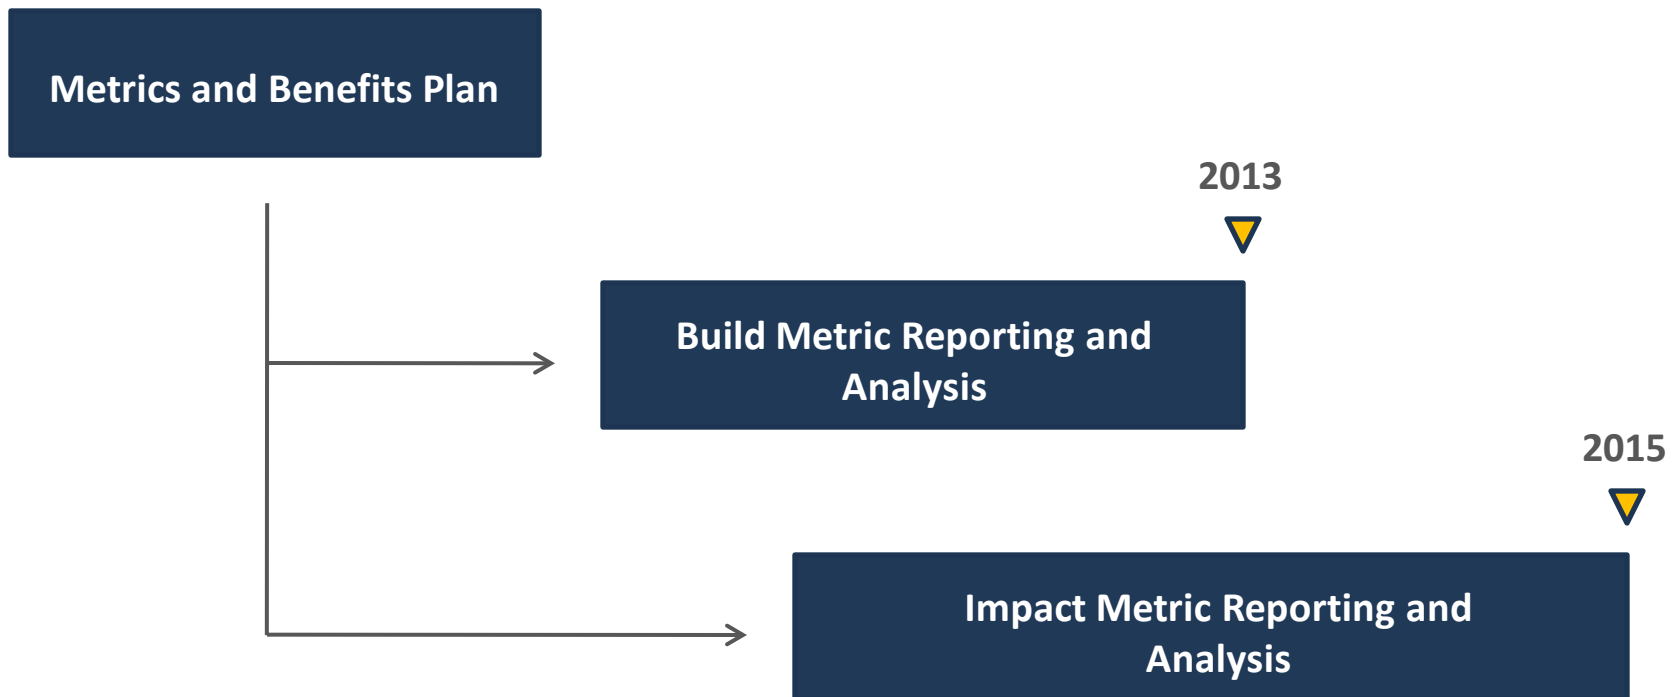 Metrics and Benefits Plan
2013
Build Metric Reporting and
Analysis
2015
Impact Metric Reporting and
Analysis